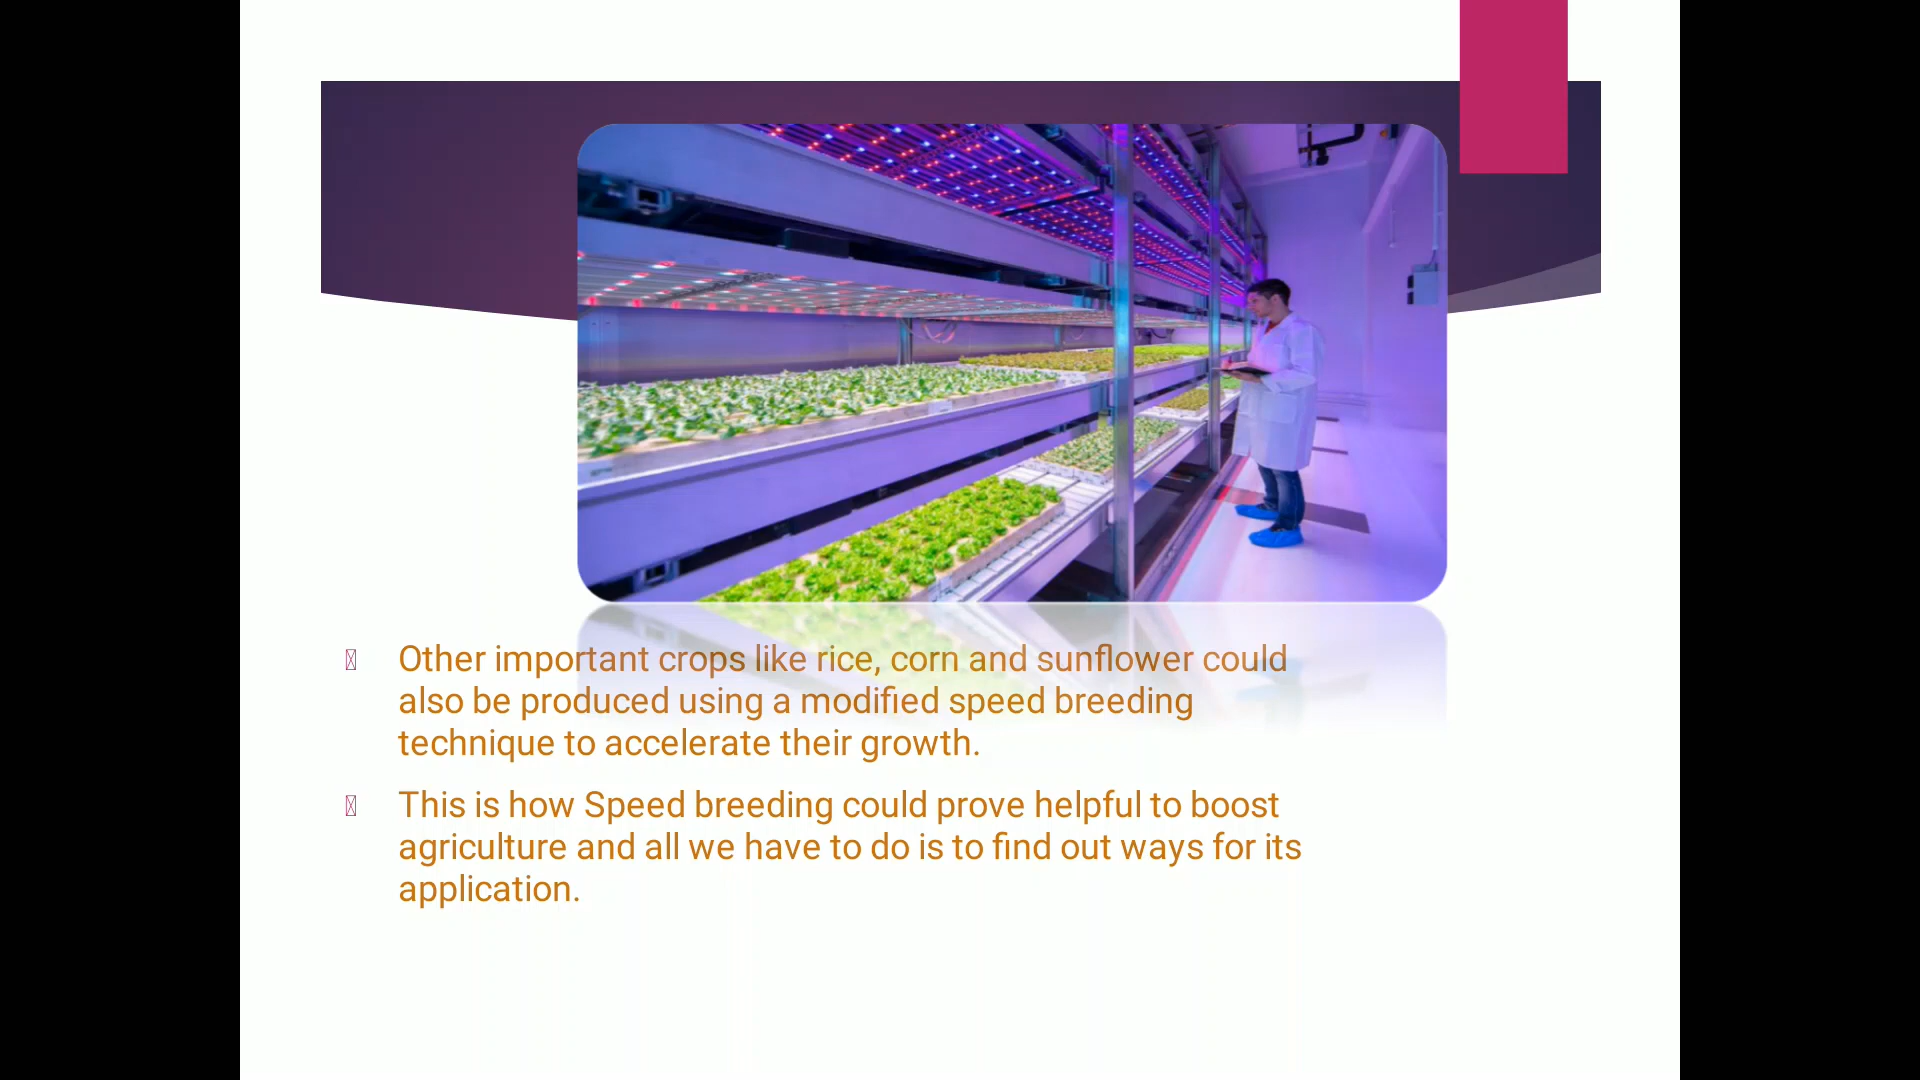 Other important crops like rice, corn and sunflower could
also be produced using a modified speed breeding
technique to accelerate their growth.
This is how Speed breeding could prove helpful to boost
agriculture and all we have to do is to find out ways for its
application.